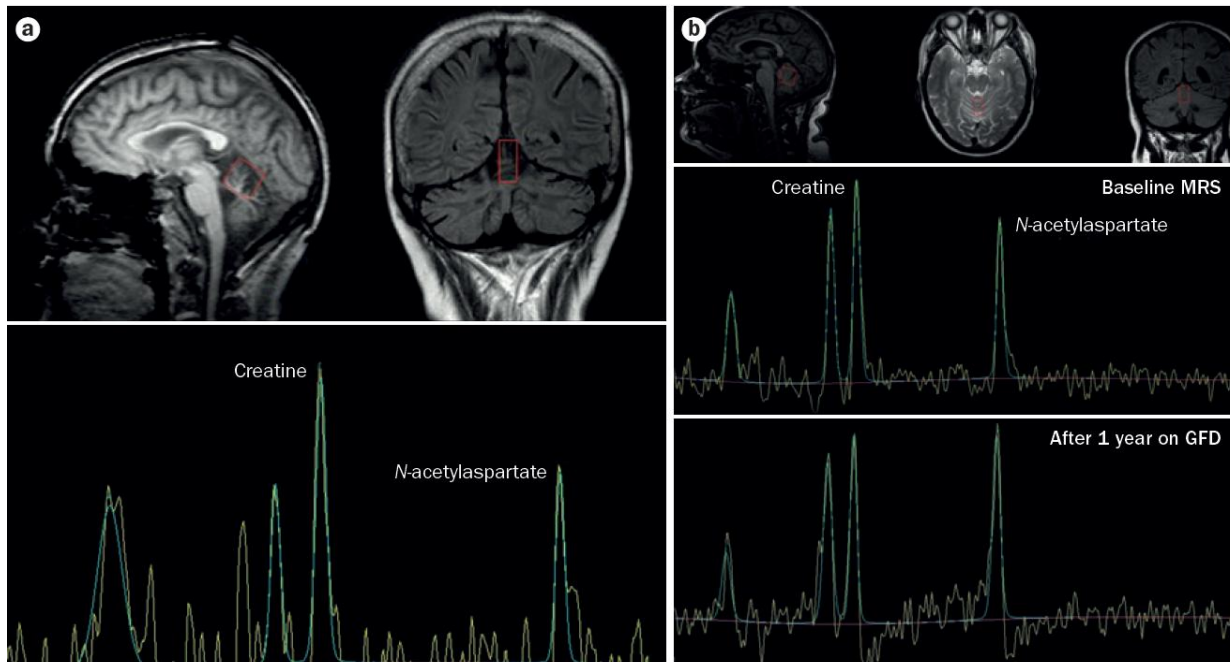 a
Creatine
N-acetylaspartate
b
Creatine
Baseline MRS
N-acetylaspartate
After 1 year on GFD